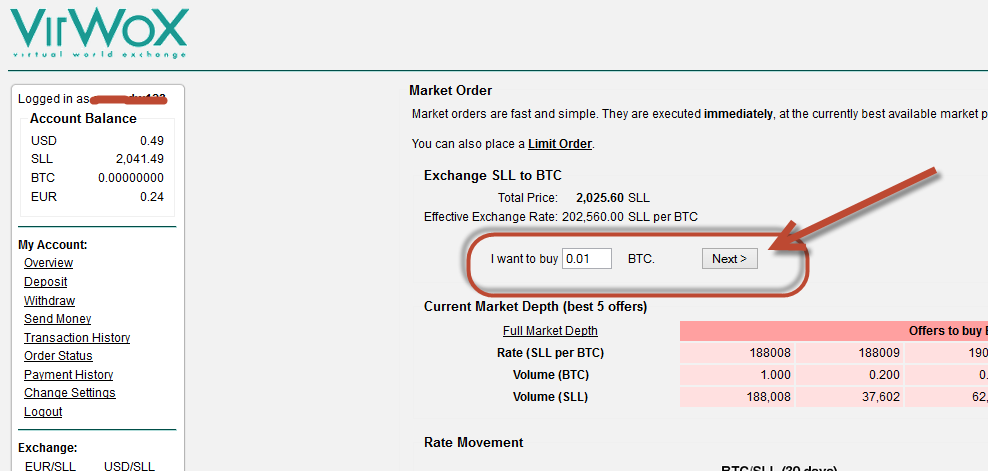 VirWoX
virtual world exchange
Logged in as
Account Balance
USD 0.49
SLL 2,041.49
BTC 0.00000000
EUR 0.24
My Account:
Overview
Deposit
Withdraw
Send Money
Transaction History
Order Status
Payment History
Change Settings
Logout
Exchange:
EUR/SLL USD/SLL
Market Order
Market orders are fast and simple. They are executed immediately, at the currently best available market
You can also place a Limit Order.
Exchange SLL to BTC
Total Price: 2,025.60 SLL
Effective Exchange Rate: 202,560.00 SLL per BTC
I want to buy 0.01 BTC. Next >
Current Market Depth (best 5 offers)
Full Market Depth Offers to buy
Rate (SLL per BTC) 188008 188009 190
Volume (BTC) 1.000 0.200 0.
Volume (SLL) 188,008 37,602 62,
Rate Movement
BTC/SLL (30 days)